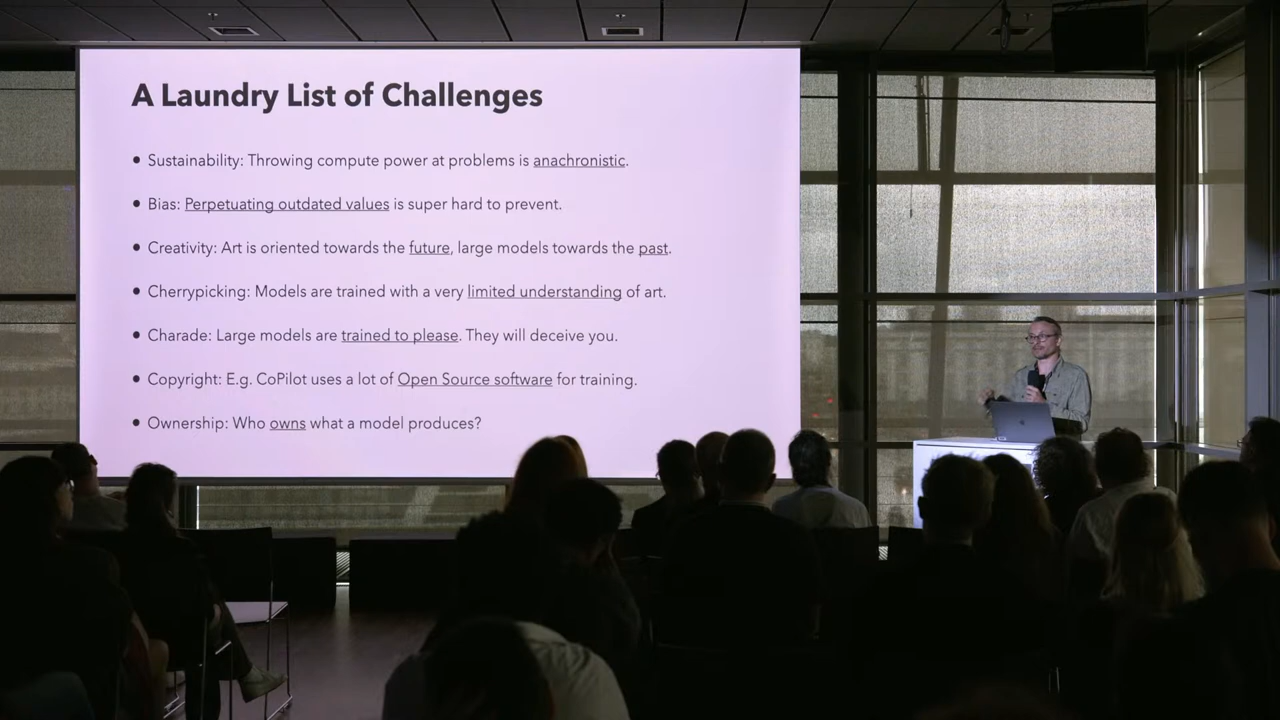 A Laundry List of Challenges
• Sustainability: Throwing compute power at problems is anachronistic.
• Bias: Perpetuating outdated values is super hard to prevent.
• Creativity: Art is oriented towards the future, large models towards the past.
• Cherrypicking: Models are trained with a very limited understanding of art.
• Charade: Large models are trained to please. They will deceive you.
• Copyright: E.g. CoPilot uses a lot of Open Source software for training.
• Ownership: Who owns what a model produces?